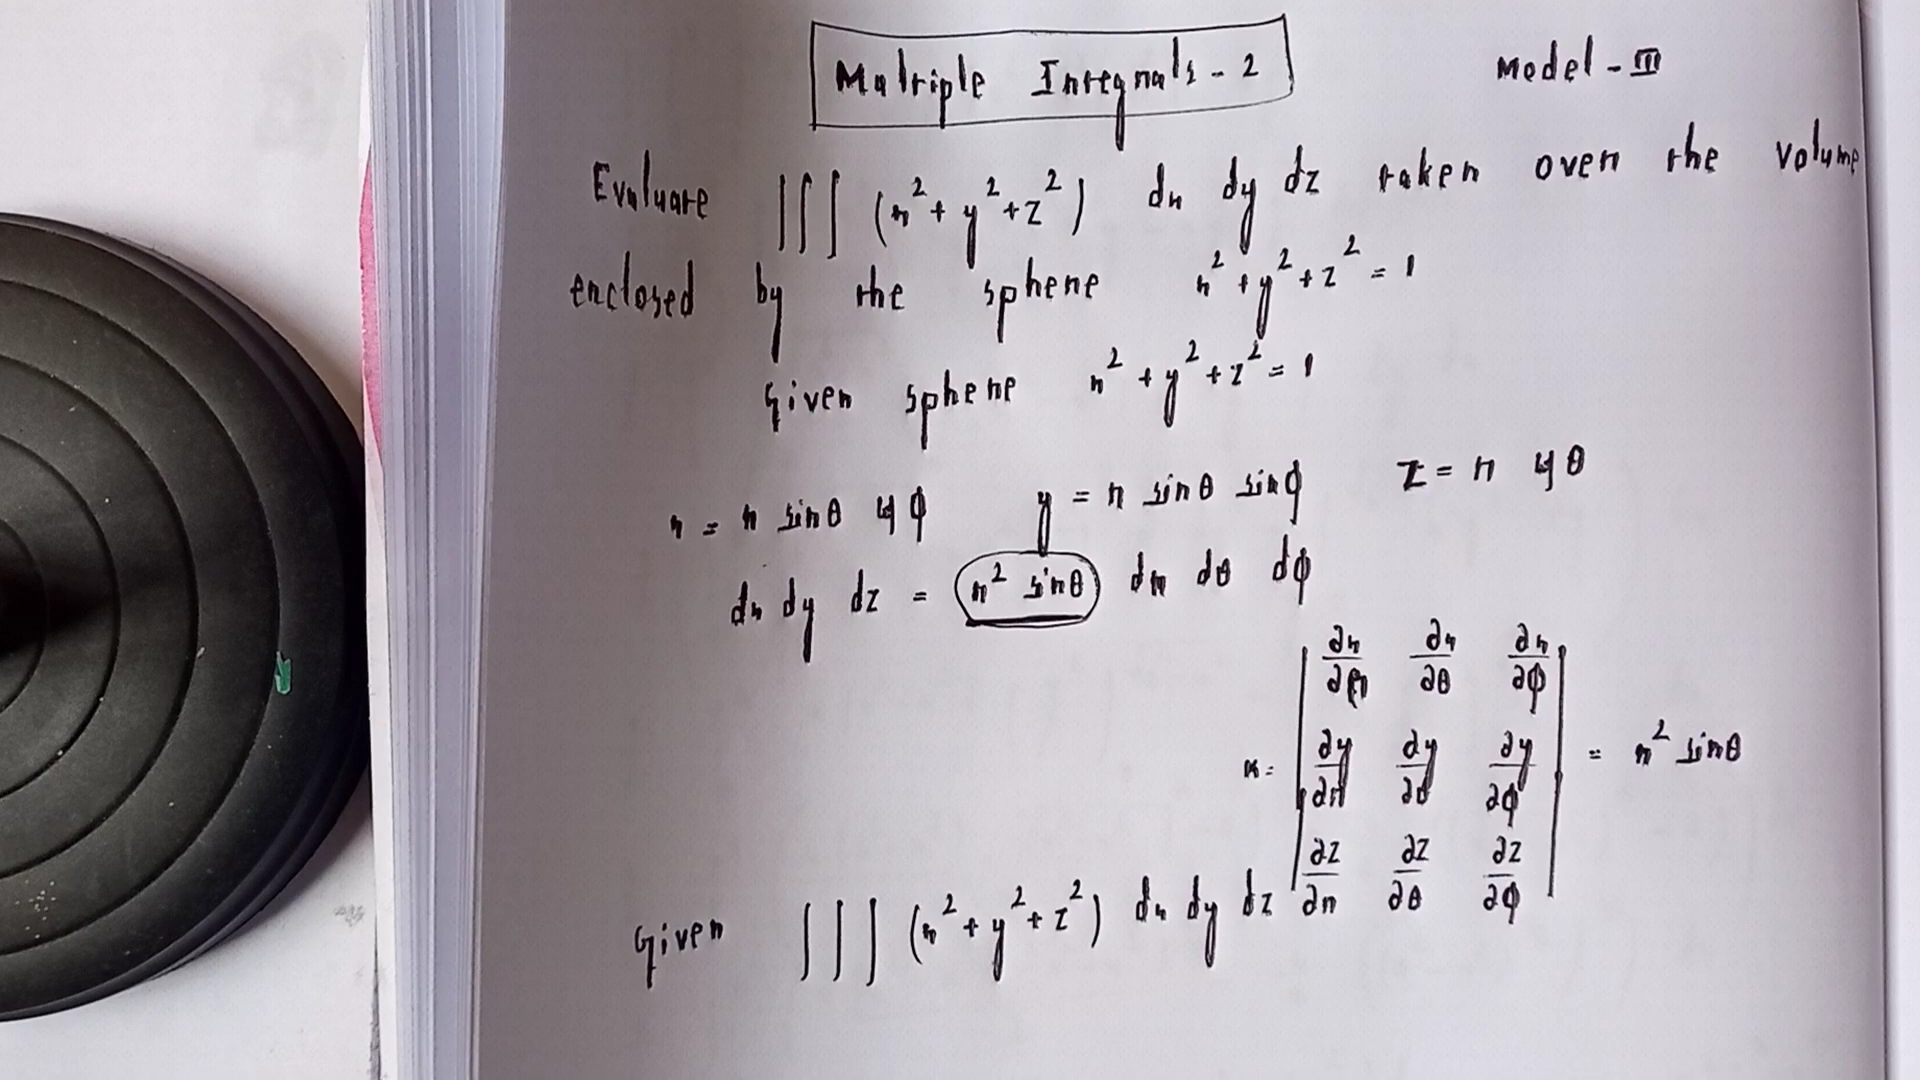 Multiple Integrals - 2
Model - III
Evaluate ∫∫∫ (x² + y² + z²) dx dy dz taken over the volume
enclosed by the sphere x² + y² + z² = 1
Given sphere x² + y² + z² = 1
x = r sinθ cosφ y = r sinθ sinφ z = r cosθ
dx dy dz = r² sinθ dr dθ dφ
∂x/∂r ∂x/∂θ ∂x/∂φ
∵ = | ∂y/∂r ∂y/∂θ ∂y/∂φ | = r² sinθ
∂z/∂r ∂z/∂θ ∂z/∂φ
Given ∫∫∫ (x² + y² + z²) dx dy dz